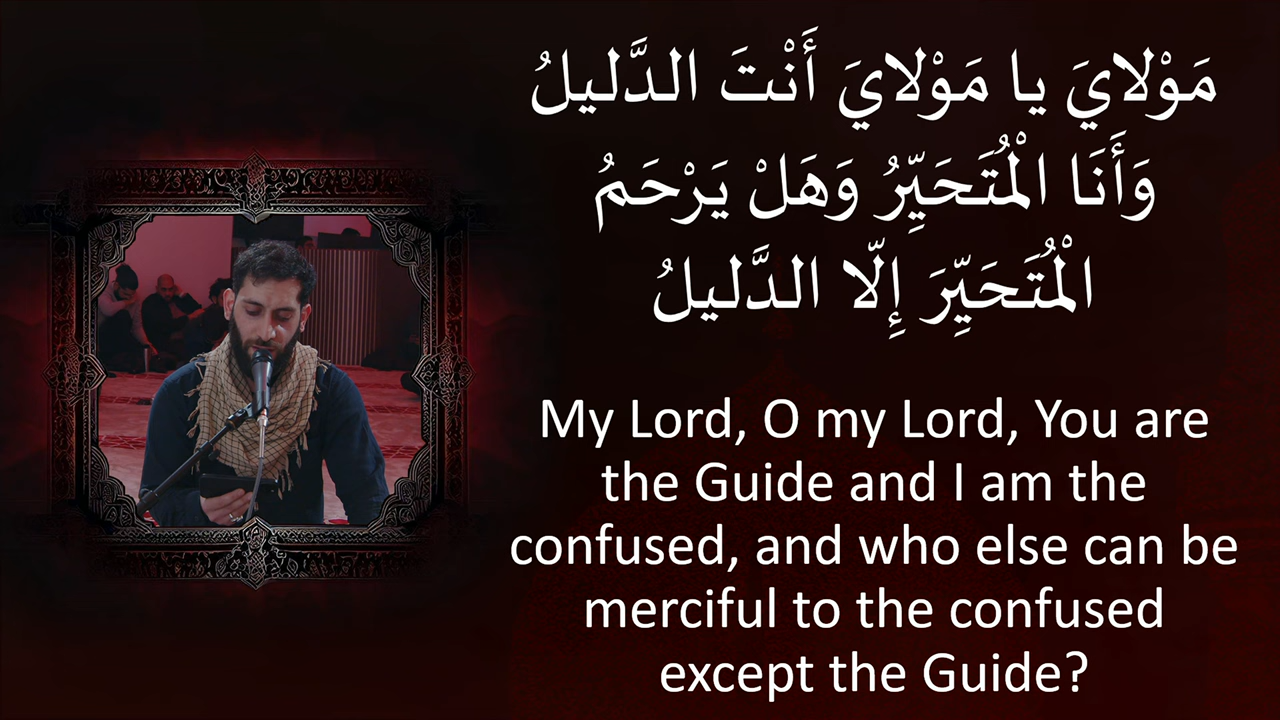 مَوْلايَ يا مَوْلايَ أَنْتَ الدَّليلُ
وَأَنَا الْمُتَحَيِّرُ وَهَلْ يَرْحَمُ
الْمُتَحَيِّرَ إِلّا الدَّليلُ
My Lord, O my Lord, You are
the Guide and I am the
confused, and who else can be
merciful to the confused
except the Guide?